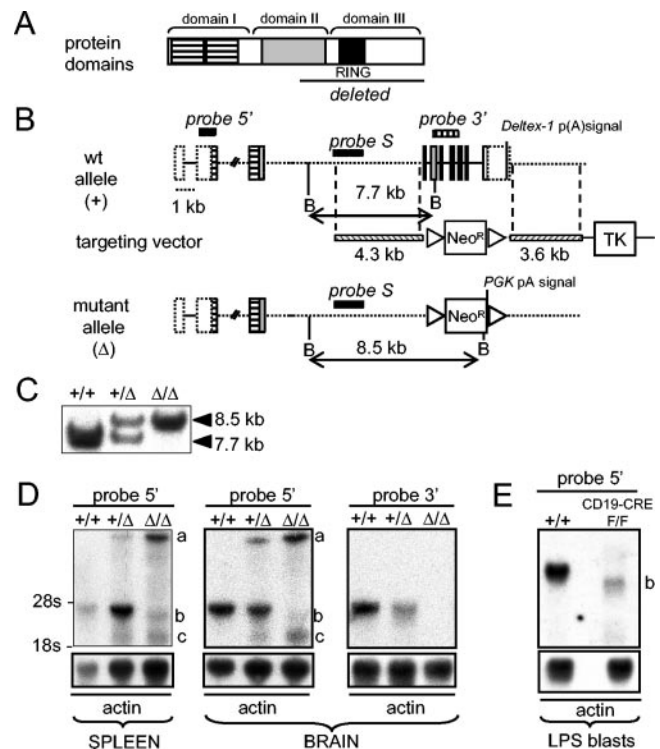 A
domain I domain II domain III
protein
domains
RING
deleted
B
probe 5' probe 3'
Deltex-1 p(A)signal
probe S
wt
allele
(+)
1 kb
B 7.7 kb B
targeting vector
4.3 kb NeoR 3.6 kb TK
PGK pA signal
probe S
mutant
allele
(Δ)
NeoR
B 8.5 kb B
C
+/+ +/Δ Δ/Δ
8.5 kb
7.7 kb
D
probe 5' probe 5' probe 3'
+/+ +/Δ Δ/Δ +/+ +/Δ Δ/Δ +/+ +/Δ Δ/Δ
a a
28s
b b
c c
18s
actin actin actin
SPLEEN BRAIN
E
probe 5'
CD19-CRE
+/+ F/F
b
actin
LPS blasts